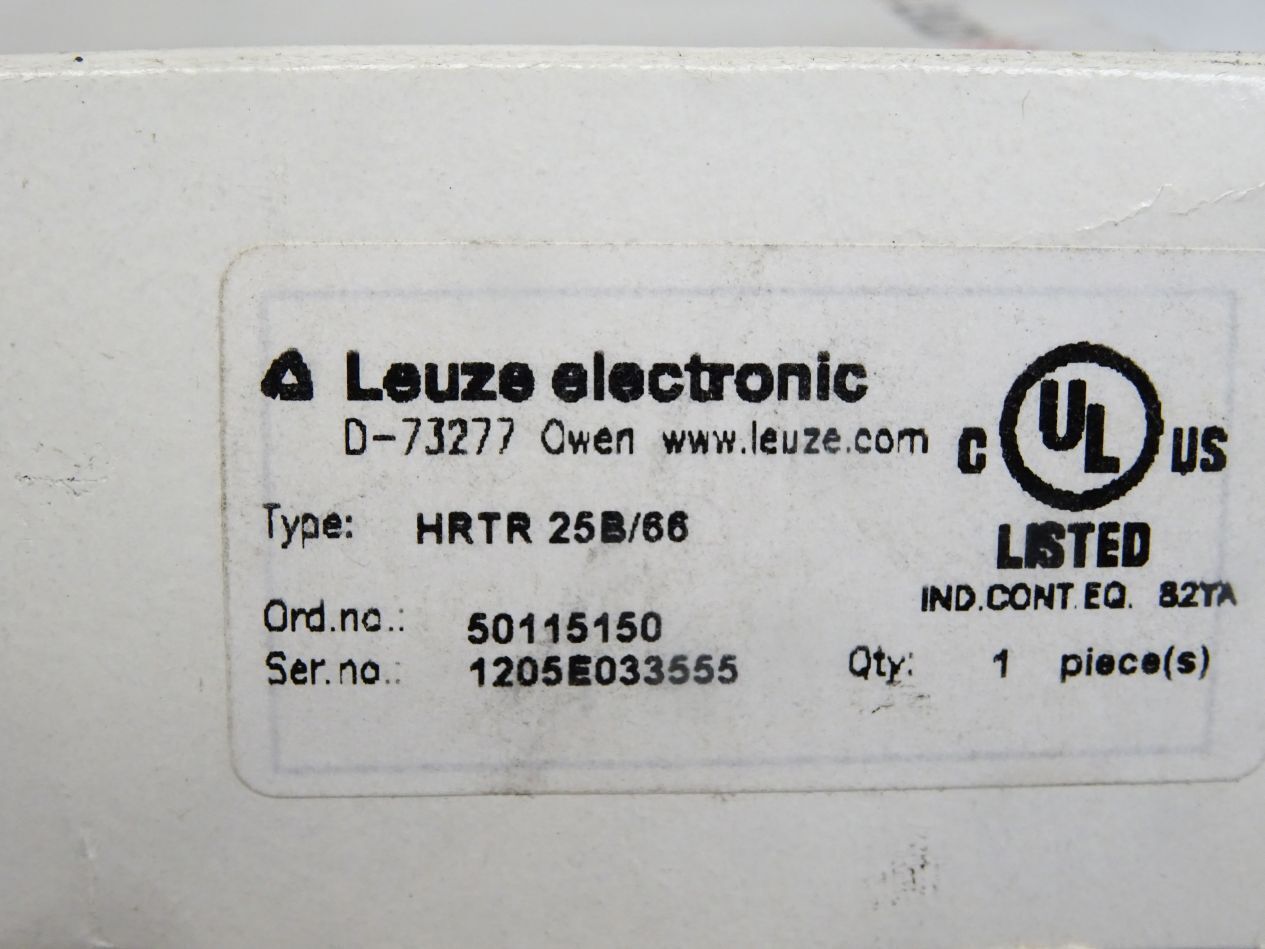 Leuze electronic
D-73277 Owen www.leuze.com
C UL US
LISTED
IND.CONT.EQ. 82YA
Type: HRTR 25B/66
Ord.no.: 50115150
Ser.no.: 1205E033555 Qty: 1 piece(s)